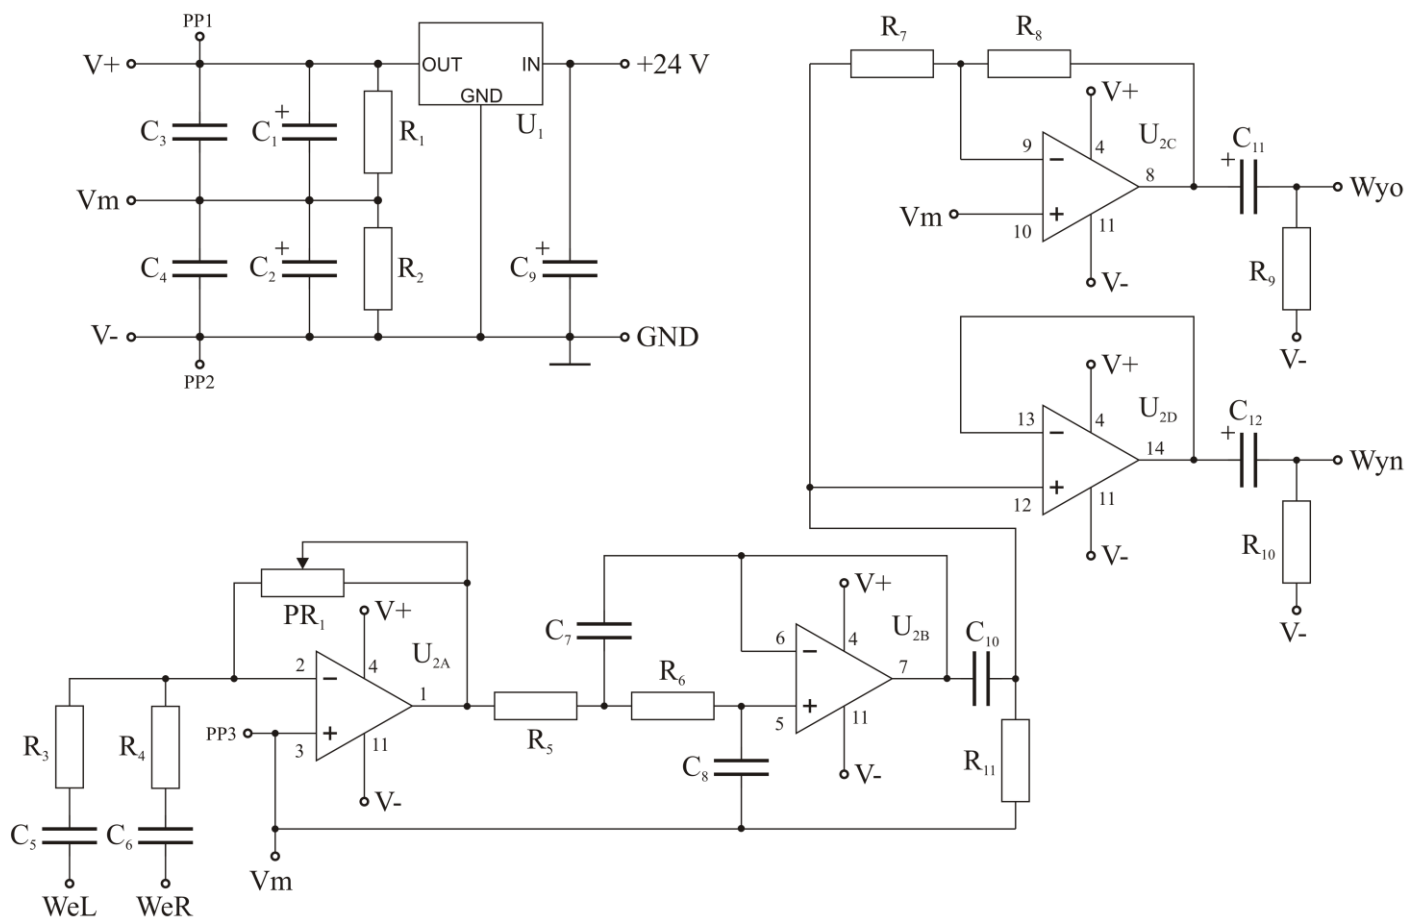 PP1
V+
OUT
IN
+24 V
GND
U1
C3
C1
+
R1
Vm
C4
C2
+
R2
C9
+
V-
GND
PP2
R7
R8
V+
U2C
9
4
−
8
C11
+
Wyo
Vm
+
10
11
R9
V-
V-
V+
U2D
13
4
−
14
C12
+
Wyn
+
12
11
R10
V-
V-
PR1
V+
U2A
2
4
−
1
PP3
+
3
11
V-
R3
R4
C5
C6
WeL
WeR
Vm
R5
C7
R6
C8
V+
U2B
6
4
−
7
+
5
11
V-
C10
R11